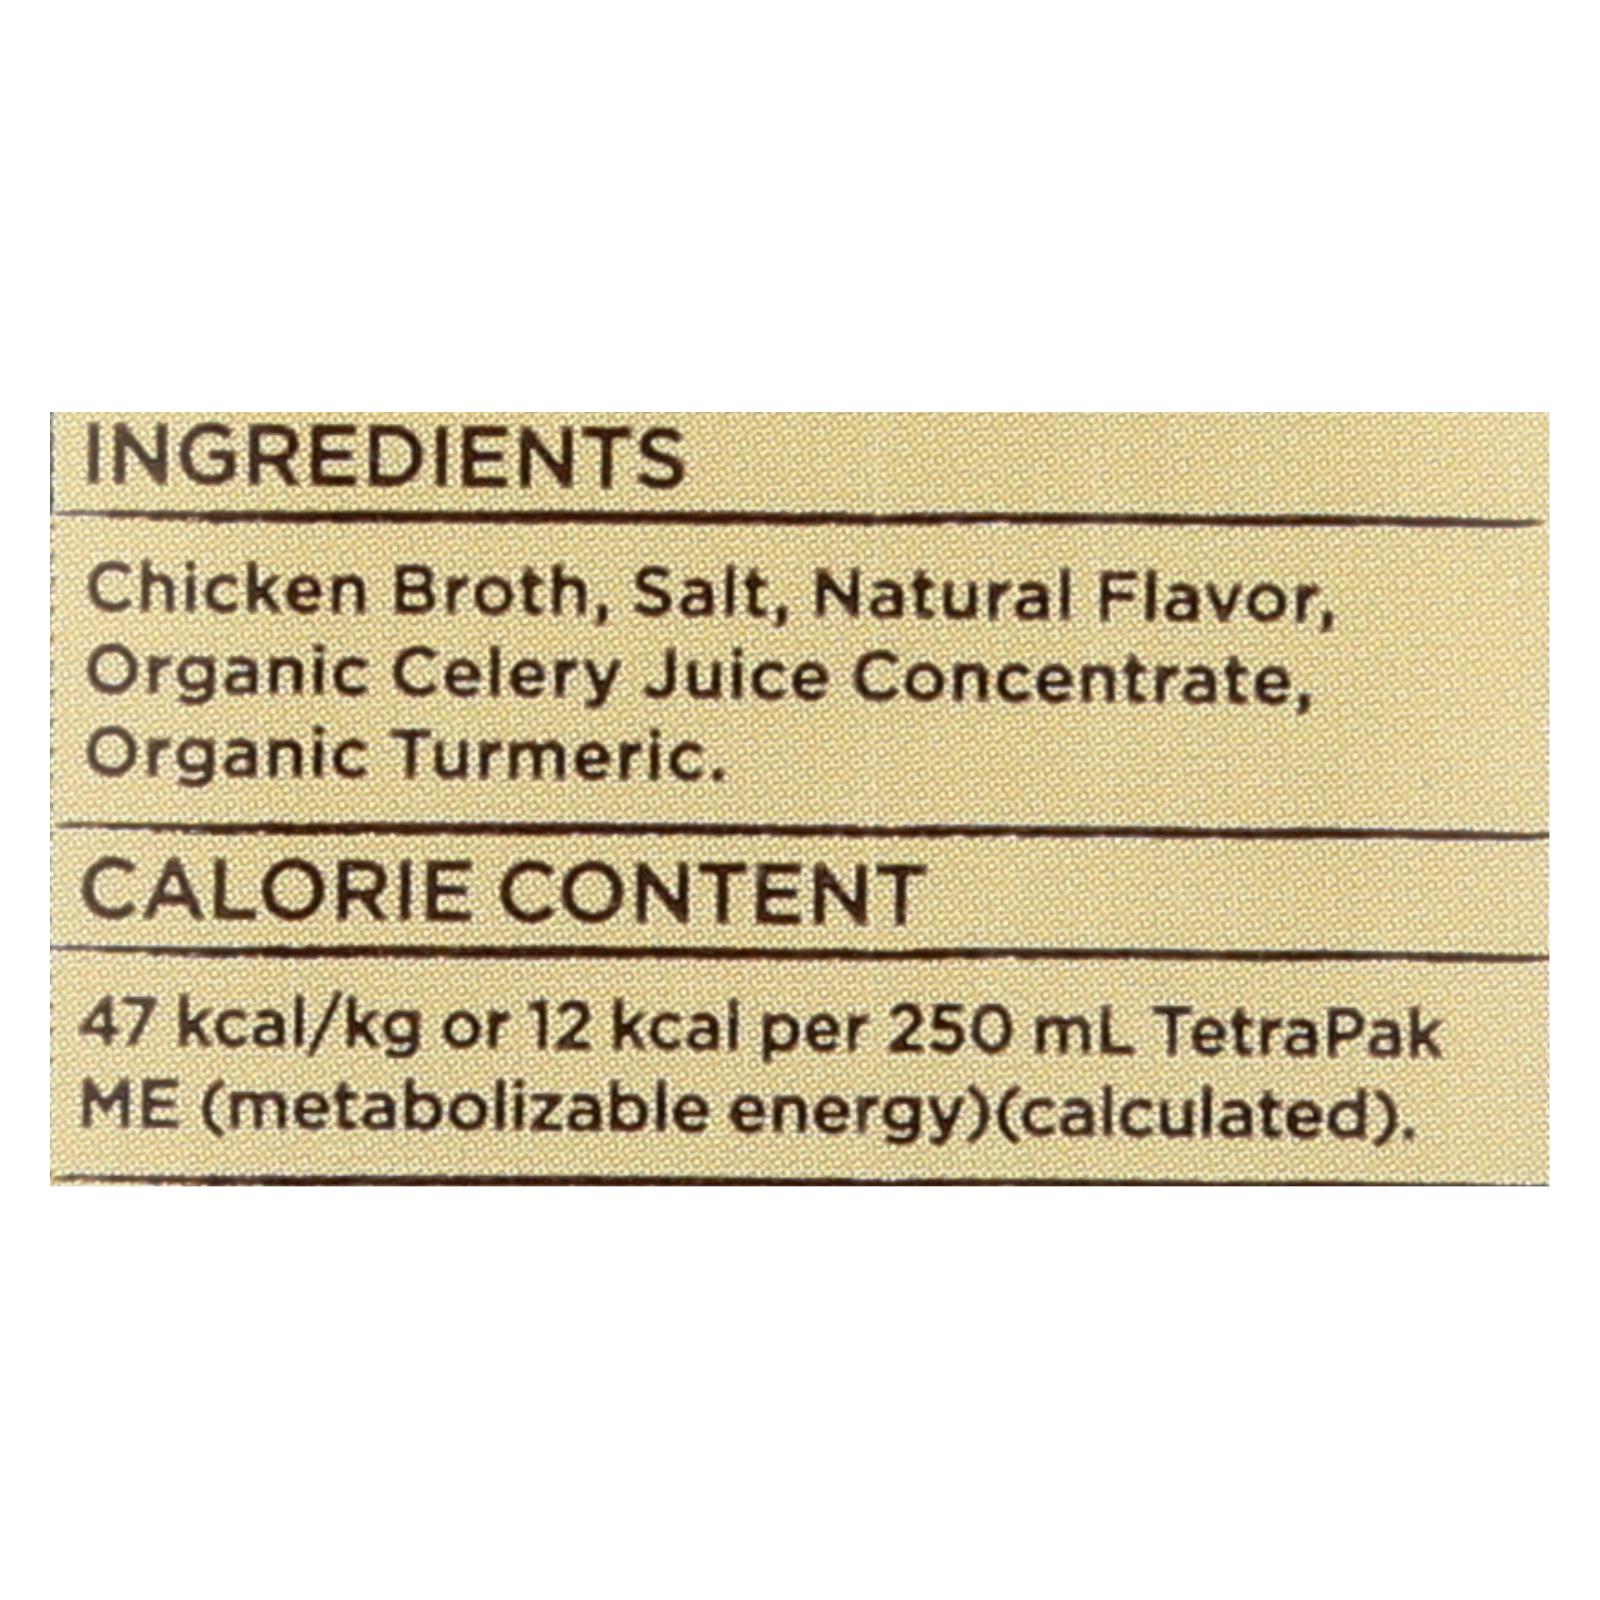 INGREDIENTS
Chicken Broth, Salt, Natural Flavor,
Organic Celery Juice Concentrate,
Organic Turmeric.
CALORIE CONTENT
47 kcal/kg or 12 kcal per 250 mL TetraPak
ME (metabolizable energy)(calculated).